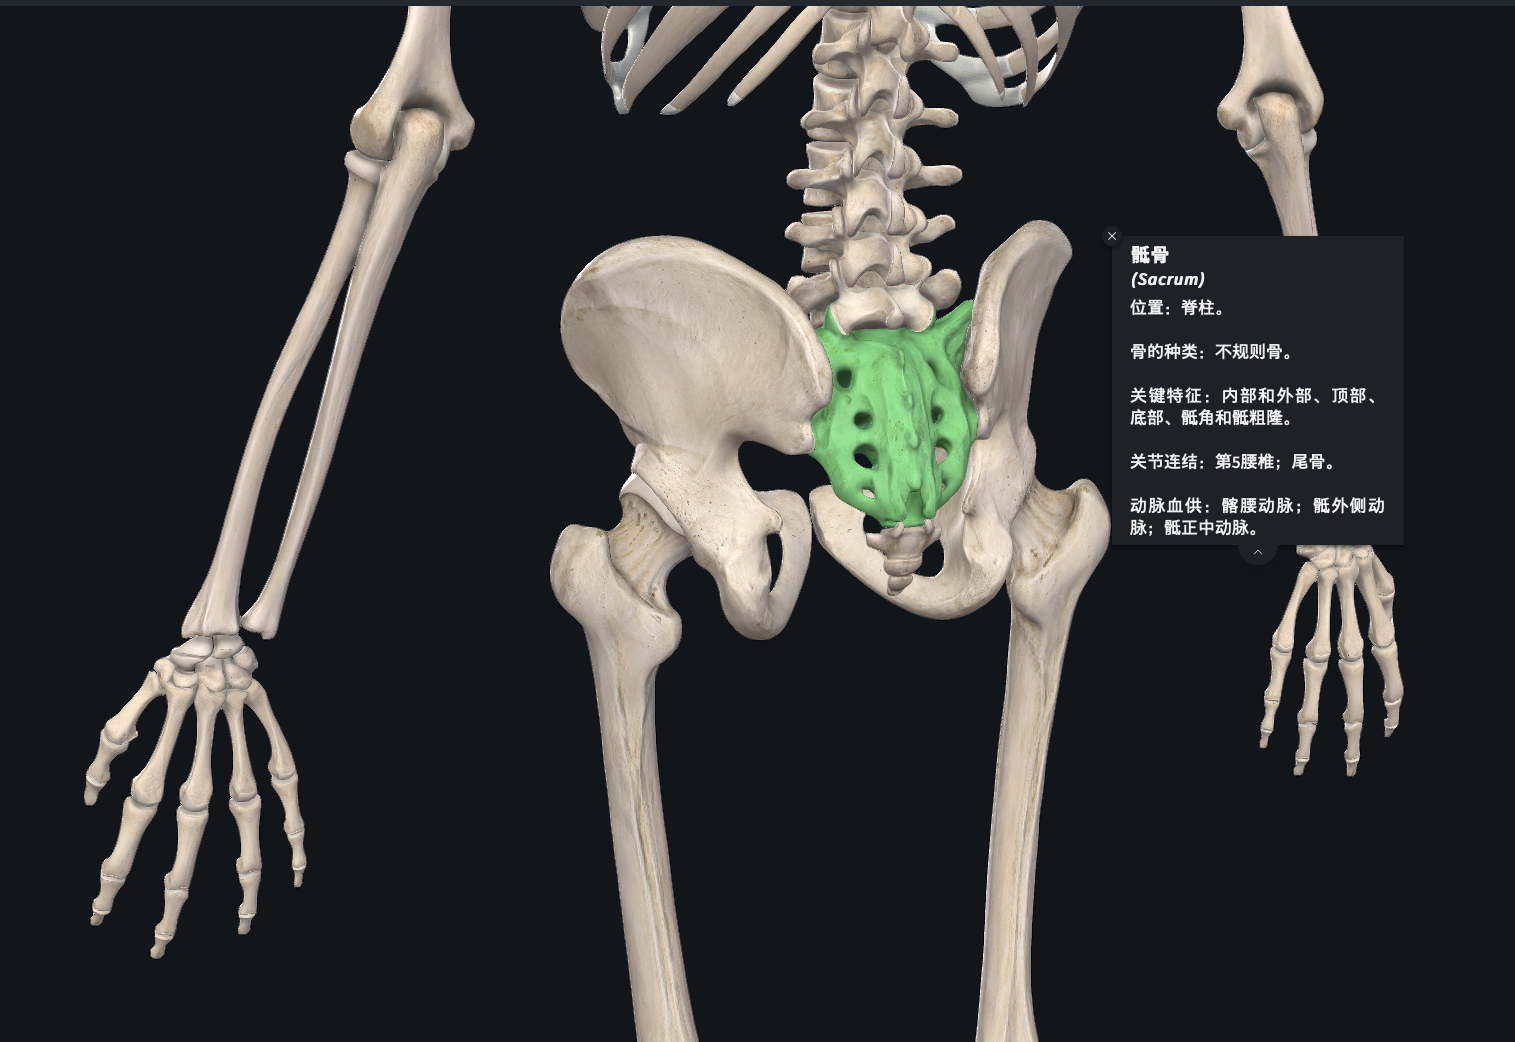 骶骨
(Sacrum)
位置：脊柱。
骨的种类：不规则骨。
关键特征：内部和外部、顶部、
底部、骶角和骶粗隆。
关节连结：第5腰椎；尾骨。
动脉血供：髂腰动脉；骶外侧动
脉；骶正中动脉。